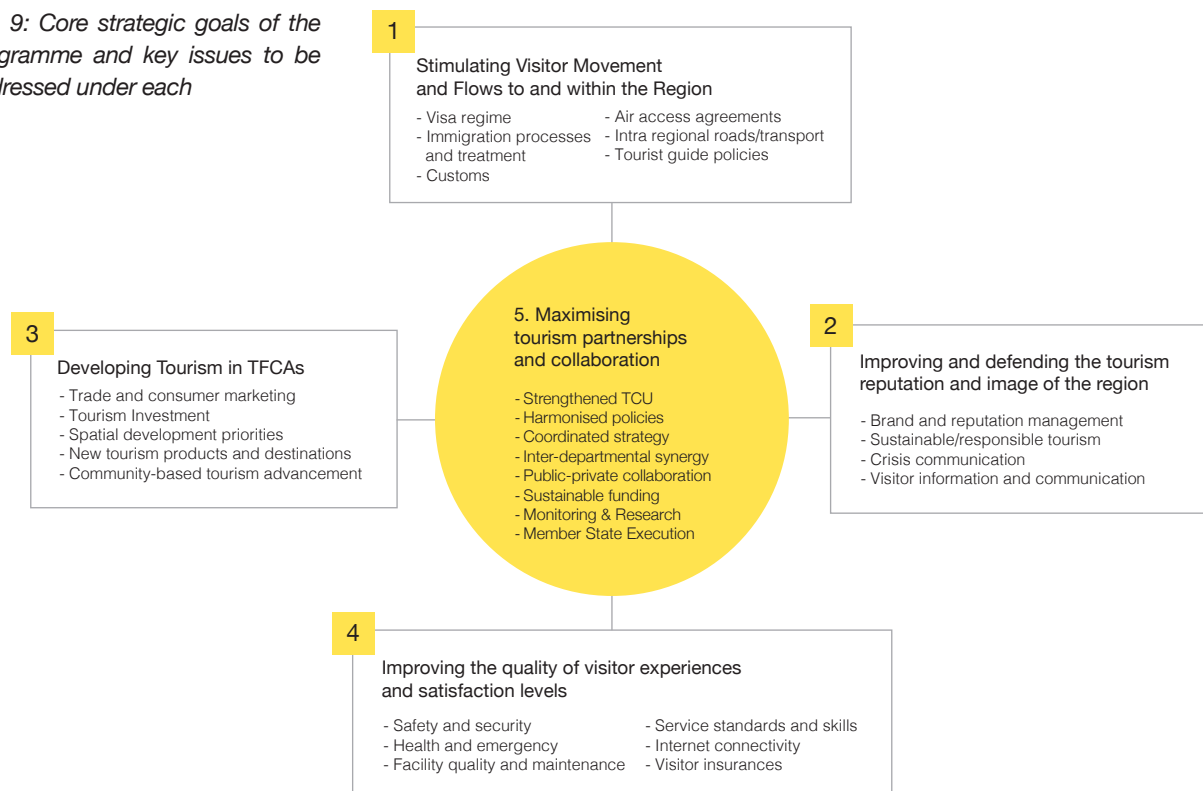 9: Core strategic goals of the
and key issues to be
under each
1
Stimulating Visitor Movement
and Flows to and within the Region
- Visa regime
- Immigration processes
and treatment
- Customs
- Air access agreements
- Intra regional roads/transport
- Tourist guide policies
3
Developing Tourism in TFCAs
- Trade and consumer marketing
- Tourism Investment
- Spatial development priorities
- New tourism products and destinations
- Community-based tourism advancement
5. Maximising
tourism partnerships
and collaboration
- Strengthened TCU
- Harmonised policies
- Coordinated strategy
- Inter-departmental synergy
- Public-private collaboration
- Sustainable funding
- Monitoring & Research
- Member State Execution
2
Improving and defending the tourism
reputation and image of the region
- Brand and reputation management
- Sustainable/responsible tourism
- Crisis communication
- Visitor information and communication
4
Improving the quality of visitor experiences
and satisfaction levels
- Safety and security
- Health and emergency
- Facility quality and maintenance
- Service standards and skills
- Internet connectivity
- Visitor insurances